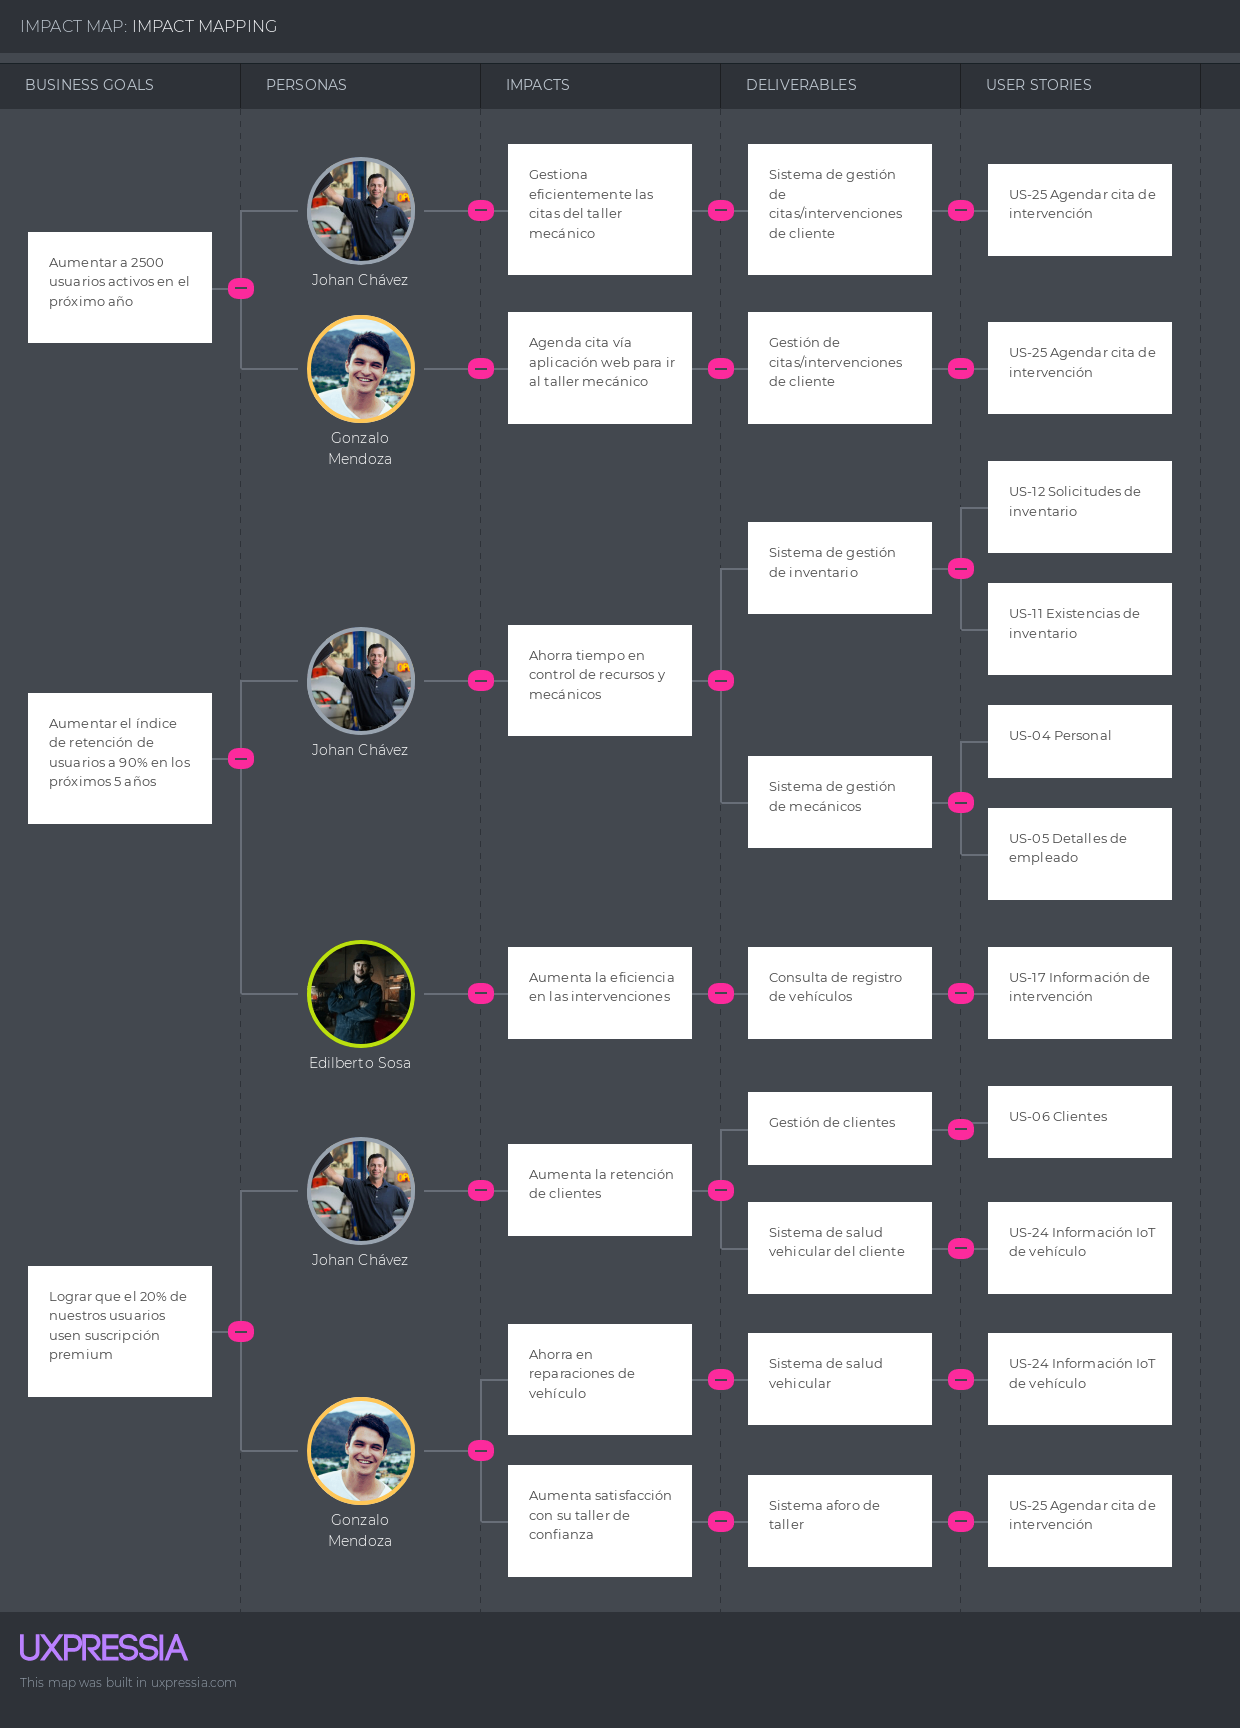 IMPACT MAP: IMPACT MAPPING
BUSINESS GOALS
PERSONAS
IMPACTS
DELIVERABLES
USER STORIES
Aumentar a 2500
usuarios activos en el
próximo año
Johan Chávez
Gestiona
eficientemente las
citas del taller
mecánico
Sistema de gestión
de
citas/intervenciones
de cliente
US-25 Agendar cita de
intervención
Gonzalo
Mendoza
Agenda cita vía
aplicación web para ir
al taller mecánico
Gestión de
citas/intervenciones
de cliente
US-25 Agendar cita de
intervención
Aumentar el índice
de retención de
usuarios a 90% en los
próximos 5 años
Johan Chávez
Ahorra tiempo en
control de recursos y
mecánicos
Sistema de gestión
de inventario
US-12 Solicitudes de
inventario
US-11 Existencias de
inventario
Sistema de gestión
de mecánicos
US-04 Personal
US-05 Detalles de
empleado
Edilberto Sosa
Aumenta la eficiencia
en las intervenciones
Consulta de registro
de vehículos
US-17 Información de
intervención
Lograr que el 20% de
nuestros usuarios
usen suscripción
premium
Johan Chávez
Aumenta la retención
de clientes
Gestión de clientes
US-06 Clientes
Sistema de salud
vehicular del cliente
US-24 Información IoT
de vehículo
Gonzalo
Mendoza
Ahorra en
reparaciones de
vehículo
Sistema de salud
vehicular
US-24 Información IoT
de vehículo
Aumenta satisfacción
con su taller de
confianza
Sistema aforo de
taller
US-25 Agendar cita de
intervención
UXPRESSIA
This map was built in uxpressia.com